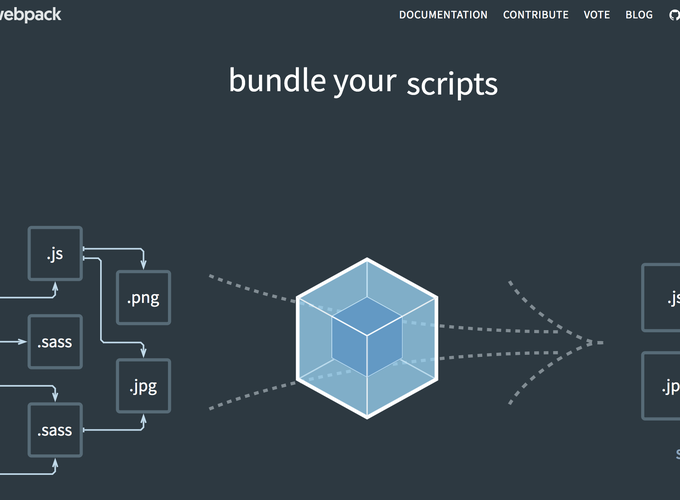 webpack
DOCUMENTATION CONTRIBUTE VOTE BLOG
bundle your scripts
.js
.png
.sass
.jpg
.sass
.js
.jp